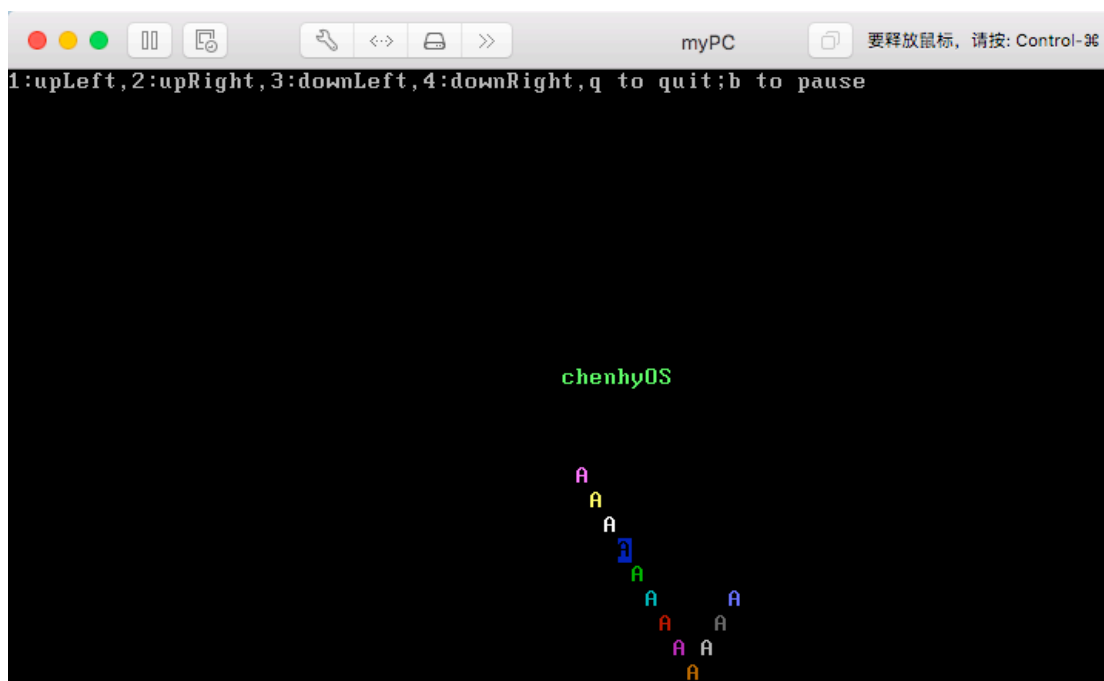 myPC
要释放鼠标，请按: Control-⌘
1:upLeft,2:upRight,3:downLeft,4:downRight,q to quit;b to pause
chenhyOS
A
A
A
A
A
A A
A A
A A
A